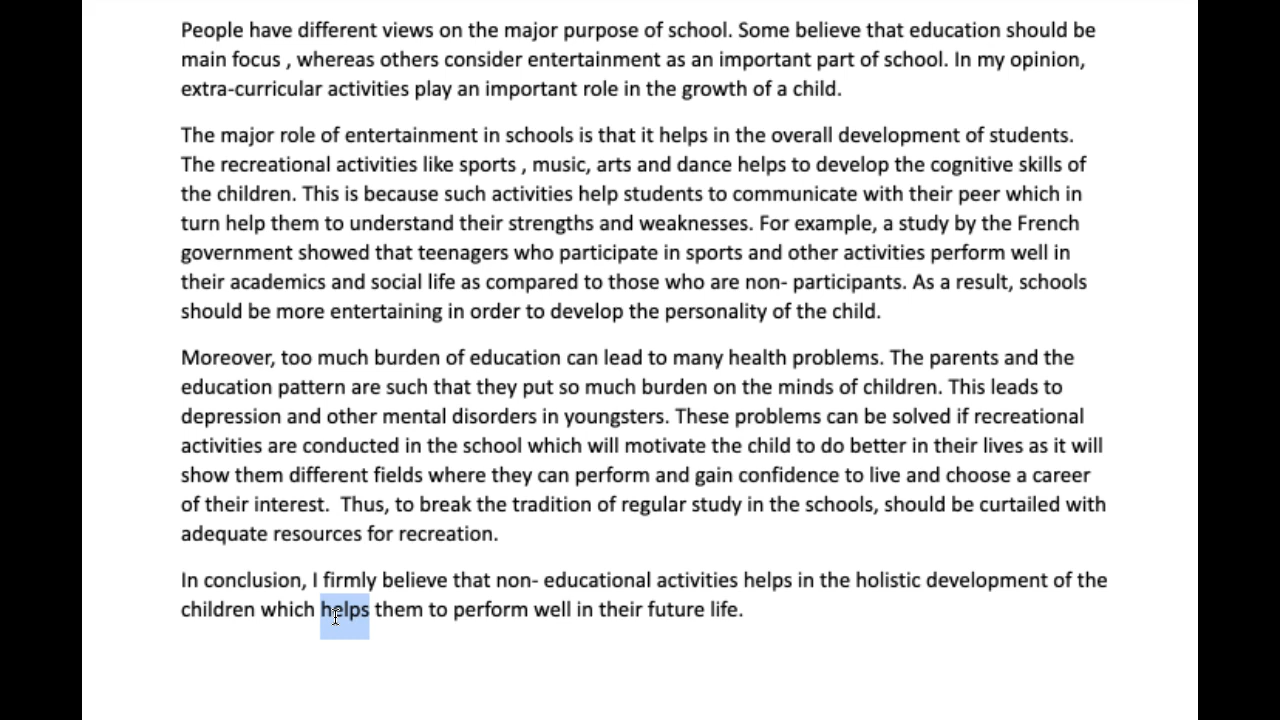 People have different views on the major purpose of school. Some believe that education should be
main focus , whereas others consider entertainment as an important part of school. In my opinion,
extra-curricular activities play an important role in the growth of a child.
The major role of entertainment in schools is that it helps in the overall development of students.
The recreational activities like sports , music, arts and dance helps to develop the cognitive skills of
the children. This is because such activities help students to communicate with their peer which in
turn help them to understand their strengths and weaknesses. For example, a study by the French
government showed that teenagers who participate in sports and other activities perform well in
their academics and social life as compared to those who are non- participants. As a result, schools
should be more entertaining in order to develop the personality of the child.
Moreover, too much burden of education can lead to many health problems. The parents and the
education pattern are such that they put so much burden on the minds of children. This leads to
depression and other mental disorders in youngsters. These problems can be solved if recreational
activities are conducted in the school which will motivate the child to do better in their lives as it will
show them different fields where they can perform and gain confidence to live and choose a career
of their interest.  Thus, to break the tradition of regular study in the schools, should be curtailed with
adequate resources for recreation.
In conclusion, I firmly believe that non- educational activities helps in the holistic development of the
children which helps them to perform well in their future life.